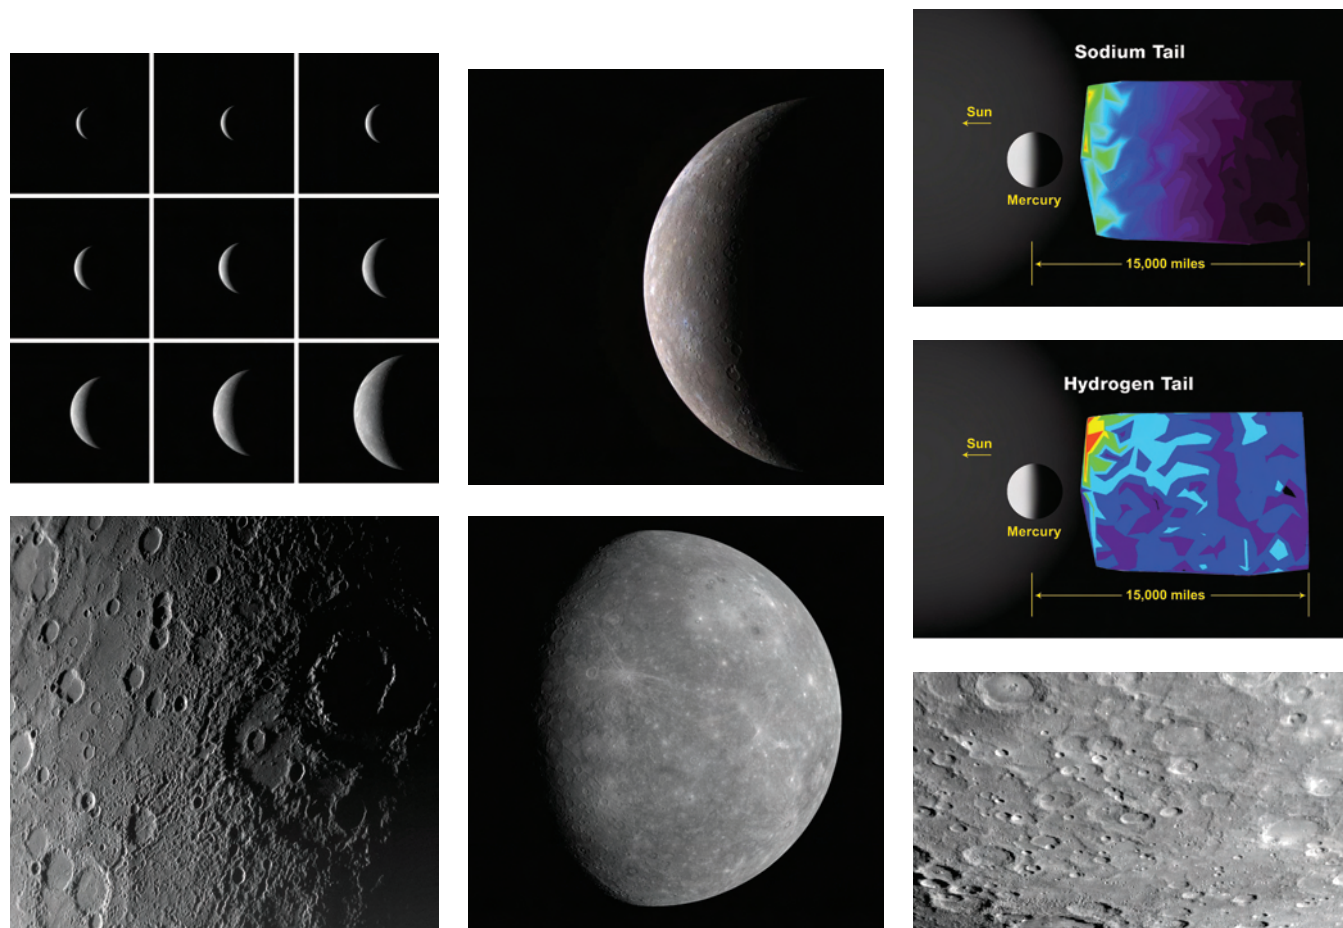 Sodium Tail
Sun
Mercury
15,000 miles
Hydrogen Tail
Sun
Mercury
15,000 miles